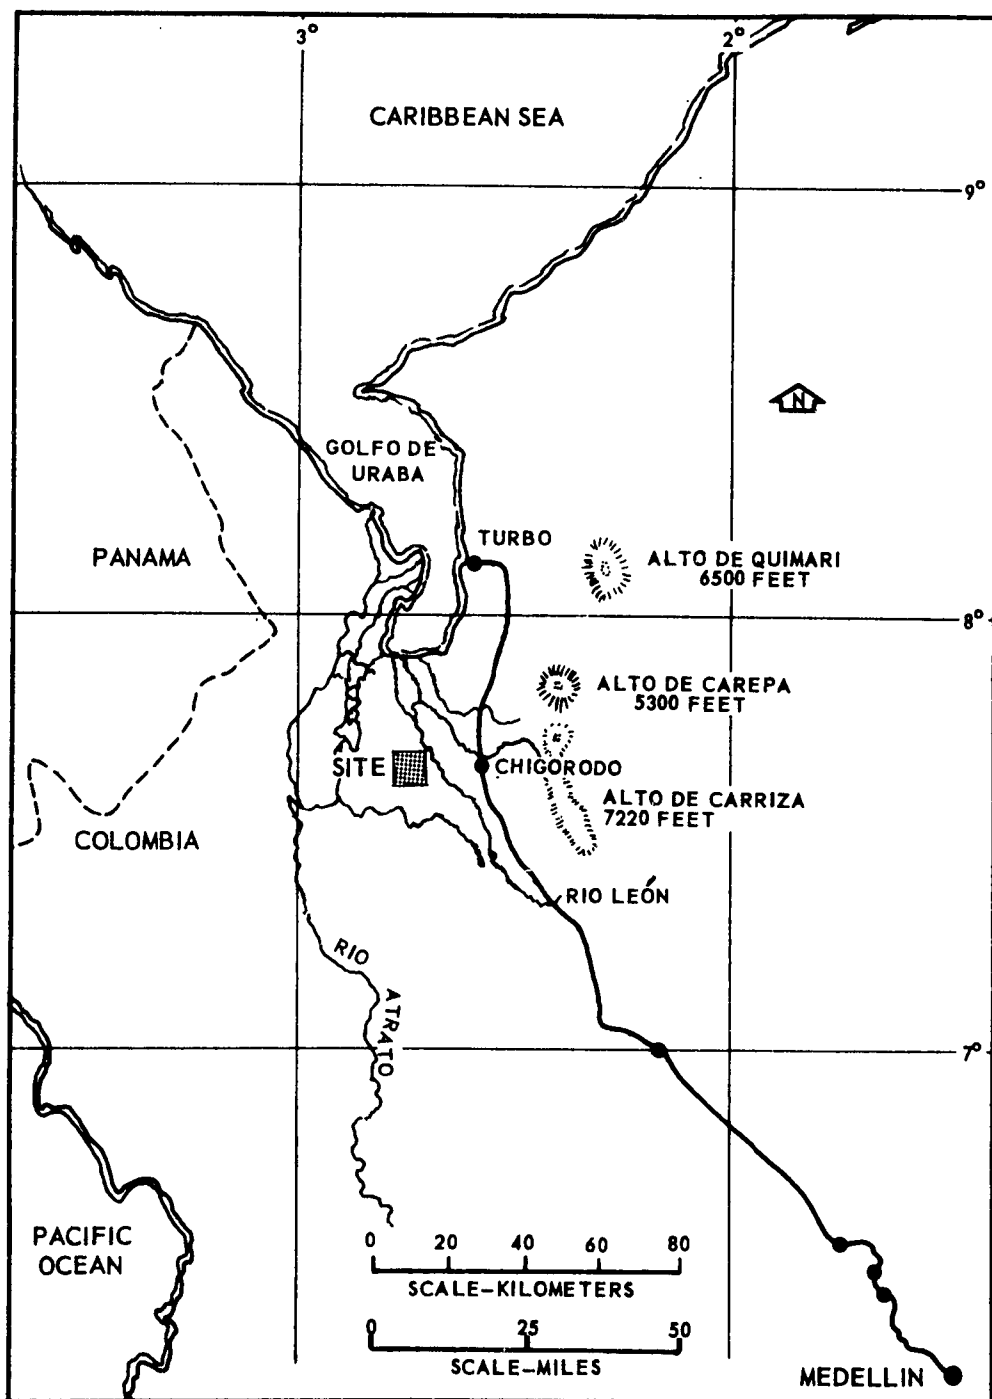 3°
2°
CARIBBEAN SEA
9°
N
GOLFO DE
URABA
TURBO
PANAMA
ALTO DE QUIMARI
6500 FEET
8°
ALTO DE CAREPA
5300 FEET
SITE
CHIGORODO
ALTO DE CARRIZA
7220 FEET
COLOMBIA
RIO LEÓN
RIO
ATRATO
7°
PACIFIC
OCEAN
0 20 40 60 80
SCALE-KILOMETERS
0 25 50
SCALE-MILES
MEDELLIN